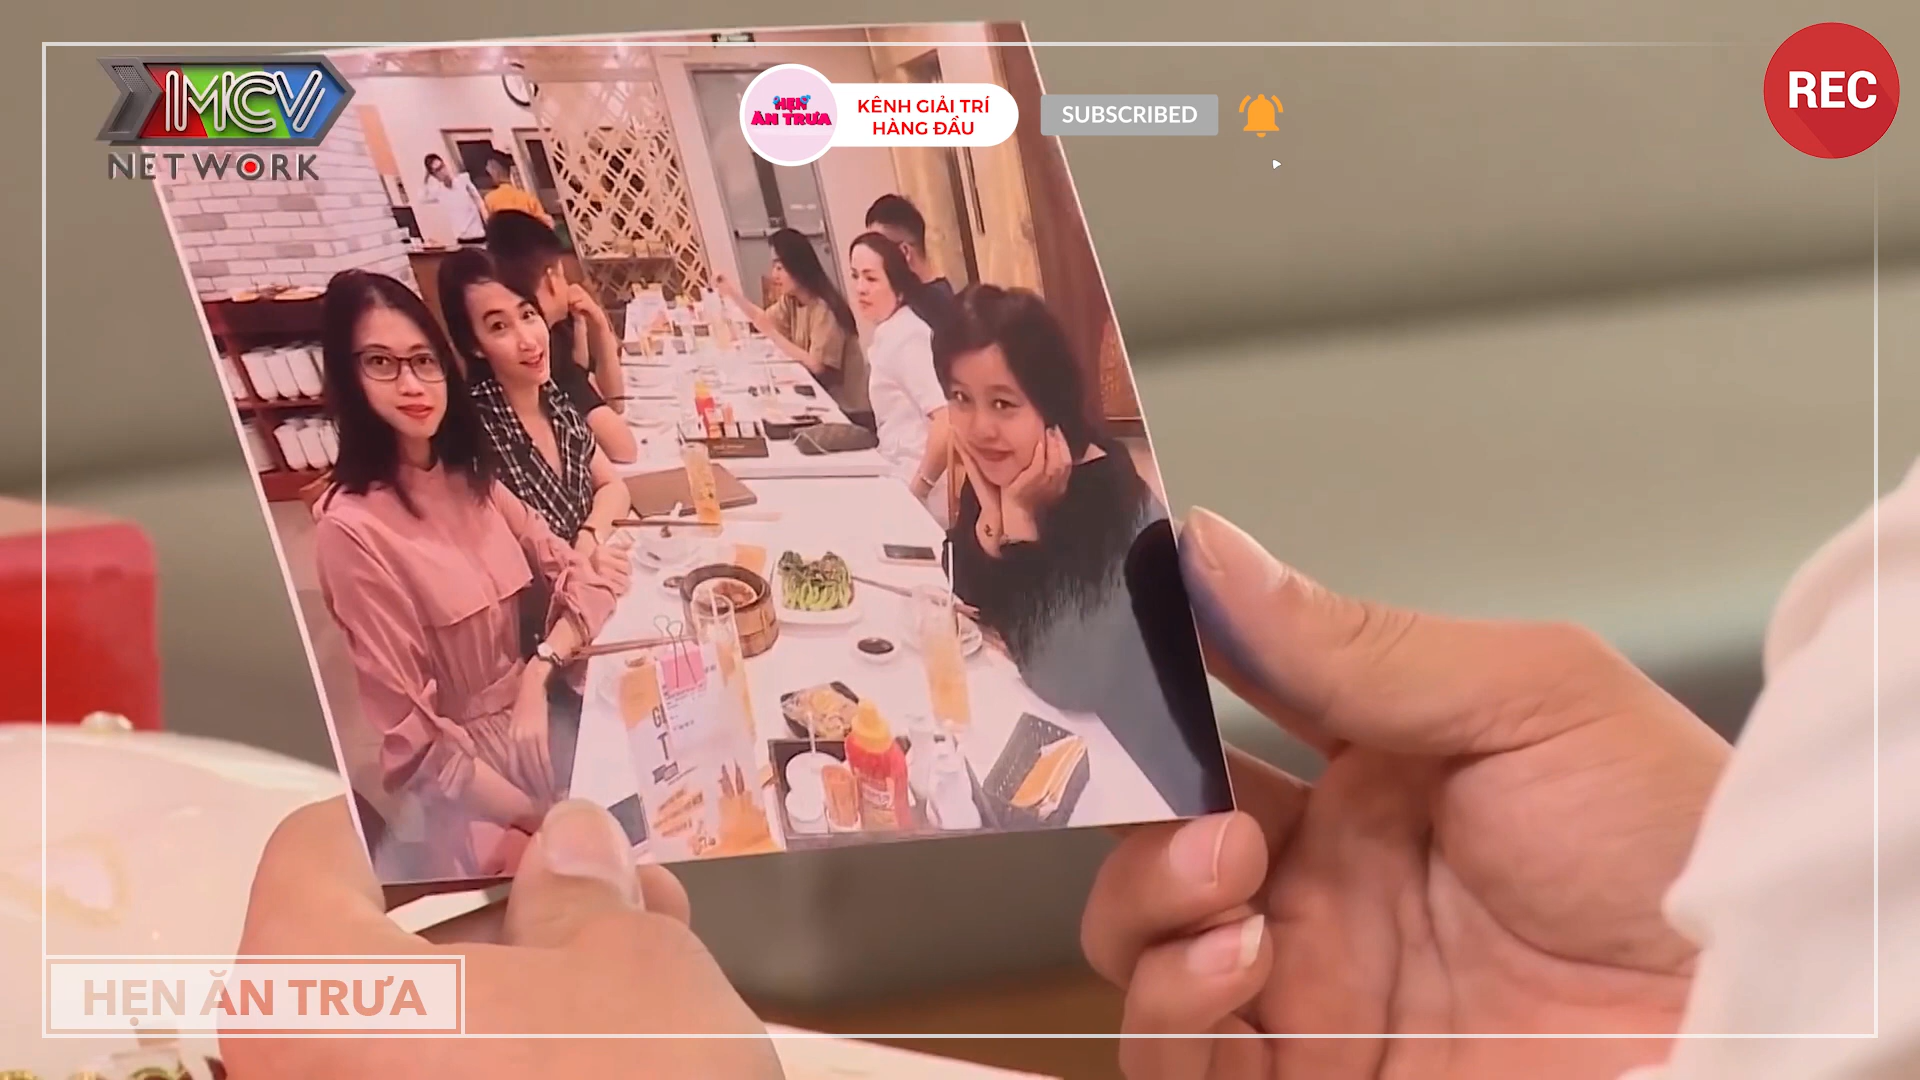 MCV
NETWORK
HẸN
ĂN TRƯA
KÊNH GIẢI TRÍ
HÀNG ĐẦU
SUBSCRIBED
REC
HẸN ĂN TRƯA